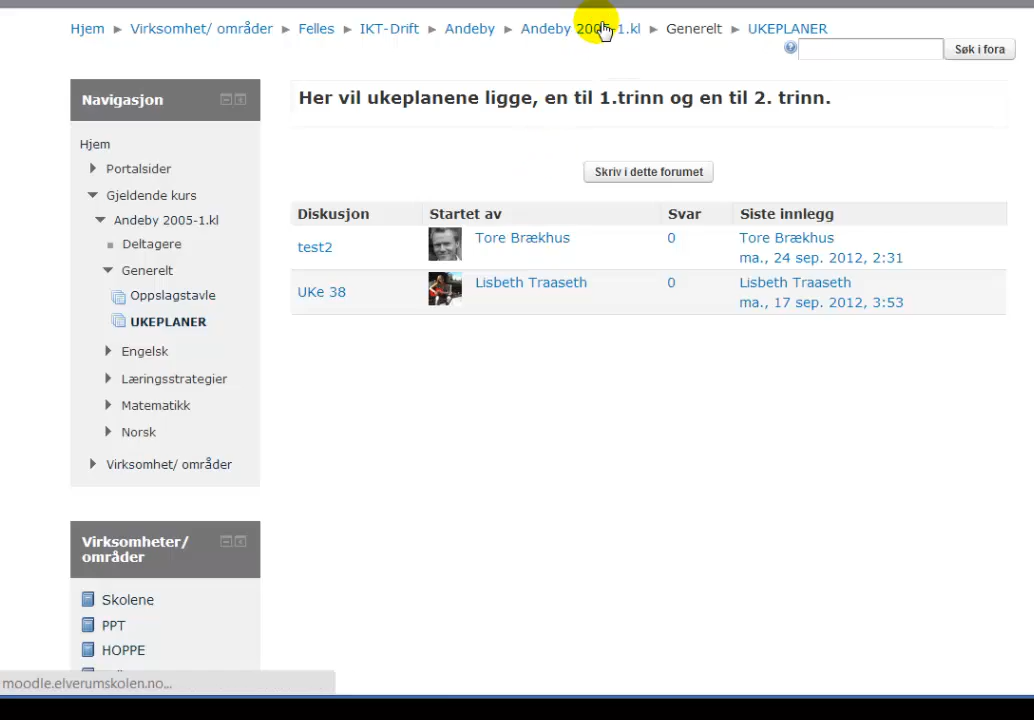 Hjem ► Virksomhet/ områder ► Felles ► IKT-Drift ► Andeby ► Andeby 2005-1.kl ► Generelt ► UKEPLANER
Søk i fora
Navigasjon
Hjem
Portalsider
Gjeldende kurs
Andeby 2005-1.kl
Deltagere
Generelt
Oppslagstavle
UKEPLANER
Engelsk
Læringsstrategier
Matematikk
Norsk
Virksomhet/ områder
Virksomheter/
områder
Skolene
PPT
HOPPE
Her vil ukeplanene ligge, en til 1.trinn og en til 2. trinn.
Skriv i dette forumet
Diskusjon Startet av Svar Siste innlegg
test2 Tore Brækhus 0 Tore Brækhus
ma., 24 sep. 2012, 2:31
UKe 38 Lisbeth Traaseth 0 Lisbeth Traaseth
ma., 17 sep. 2012, 3:53
moodle.elverumskolen.no...